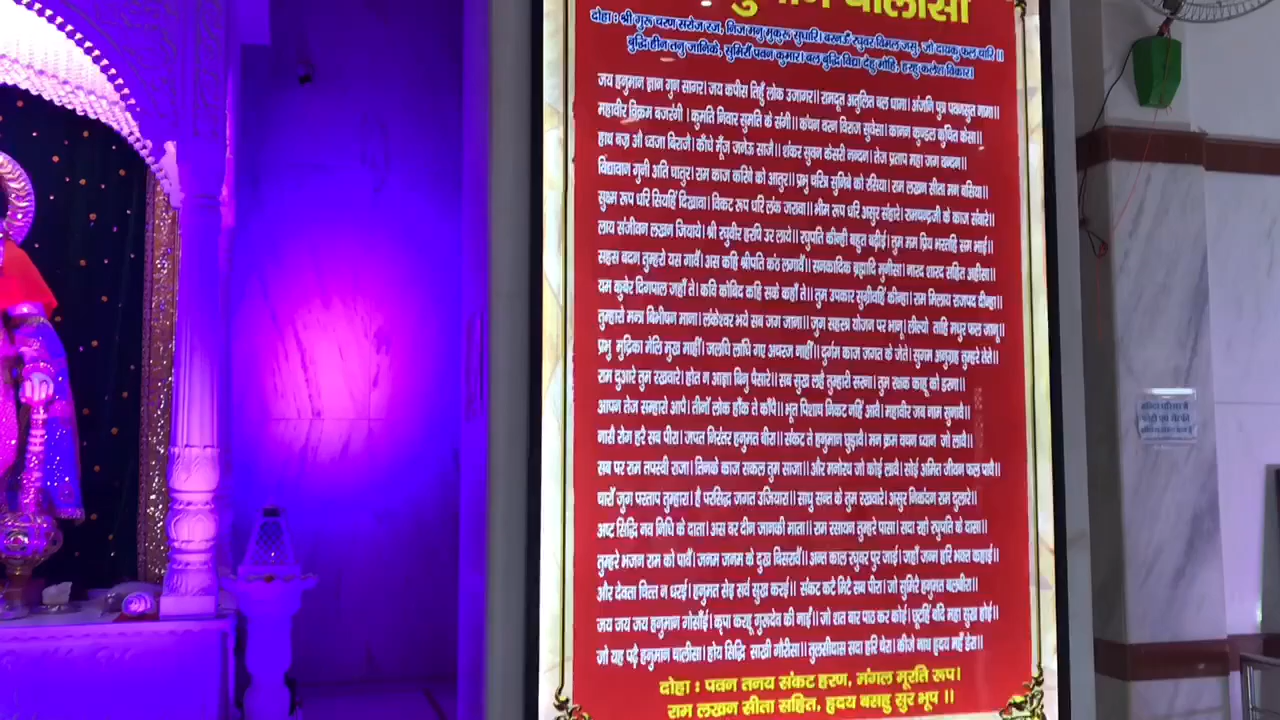 हनुमान चालीसा
दोहा : श्री गुरू चरण सरोज रज, निज मनु मुकुरू सुधारि। बरनऊँ रघुवर विमल जसु, जो दायकु फल चारि ।।
बुद्धि हीन तनु जानिके, सुमिरौं पवन कुमार। बल बुद्धि विद्या देहु मोहि, हरहु कलेश विकार।
जय हनुमान ज्ञान गुन सागर। जय कपीस तिहुँ लोक उजागर।। रामदूत अतुलित बल धामा। अंजनि पुत्र पवनसुत नामा।।
महावीर विक्रम बजरंगी । कुमति निवार सुमति के संगी।। कंचन वरन विराज सुवेसा। कानन कुण्डल कुंचित केसा।।
हाथ बज्र औ ध्वजा बिराजै। काँधे मूँज जनेऊ साजै।। शंकर सुवन केसरी नन्दन। तेज प्रताप महा जग वन्दन।।
विद्यावान गुनी अति चातुर। राम काज करिबे को आतुर।। प्रभु चरित्र सुनिबे को रसिया। राम लखन सीता मन बसिया।।
सुक्ष्म रूप धरि सियहिं दिखावा। विकट रूप धरि लंक जरावा।। भीम रूप धरि असुर संहारे। रामचन्द्रजी के काज संवारे।।
लाय संजीवन लखन जियाये। श्री रघुवीर हरषि उर लाये।। रघुपति कीन्ही बहुत बड़ाई। तुम मम प्रिय भरतहि सम भाई।।
सहस बदन तुम्हरो यस गावैं। अस कहि श्रीपति कंठ लगावैं।। सनकादिक ब्रह्मादि मुनीसा। नारद शारद सहित अहीसा।।
यम कुबेर दिगपाल जहाँ ते। कवि कोबिद कहि सके कहाँ ते।। तुम उपकार सुग्रीवहिं कीन्हा। राम मिलाय राजपद दीन्हा।।
तुम्हारो मन्त्र बिभीषन माना। लंकेश्वर भये सब जग जाना।। जुग सहस्त्र योजन पर भानू। लील्यो ताहि मधुर फल जानू।।
प्रभु मुद्रिका मेलि मुख माहीं। जलधि लांघि गए अचरज नाहीं।। दुर्गम काज जगत के जेते। सुगम अनुग्रह तुम्हरे तेते।।
राम दुआरे तुम रखवारे। होत न आज्ञा बिनु पैसारे।। सब सुख लहै तुम्हारी सरना। तुम रक्षक काहू को डरना।।
आपन तेज सम्हारो आपै। तीनों लोक हाँक ते काँपै।। भूत पिशाच निकट नहिं आवै। महावीर जब नाम सुनावै।।
नासै रोग हरै सब पीरा। जपत निरंतर हनुमत बीरा।। संकट ते हनुमान छुड़ावै। मन क्रम वचन ध्यान जो लावै।।
सब पर राम तपस्वी राजा। तिनके काज सकल तुम साजा।। और मनोरथ जो कोई लावै। सोई अमित जीवन फल पावै।।
चारों जुग परताप तुम्हारा। है परसिद्ध जगत उजियारा।। साधु सन्त के तुम रखवारे। असुर निकंदन राम दुलारे।।
अष्ट सिद्धि नव निधि के दाता। अस वर दीन जानकी माता।। राम रसायन तुम्हरे पासा। सदा रहो रघुपति के दासा।।
तुम्हरे भजन राम को पावैं। जनम जनम के दुख बिसरावैं।। अन्त काल रघुवर पुर जाई। जहाँ जन्म हरि भक्त कहाई।।
और देवता चित्त न धरई। हनुमत सेइ सर्व सुख करई।। संकट कटै मिटै सब पीरा। जो सुमिरै हनुमत बलबीरा।।
जय जय जय हनुमान गोसाँई। कृपा करहू गुरूदेव की नाईं।। जो शत बार पाठ कर कोई। छूटहिं बंदि महा सुख होई।।
जो यह पढ़ै हनुमान चालीसा। होय सिद्धि साखी गौरीसा।। तुलसीदास सदा हरि चेरा। कीजे नाथ हृदय महँ डेरा।।
दोहा : पवन तनय संकट हरण, मंगल मूरति रूप।
राम लखन सीता सहित, हृदय बसहु सुर भूप ।।